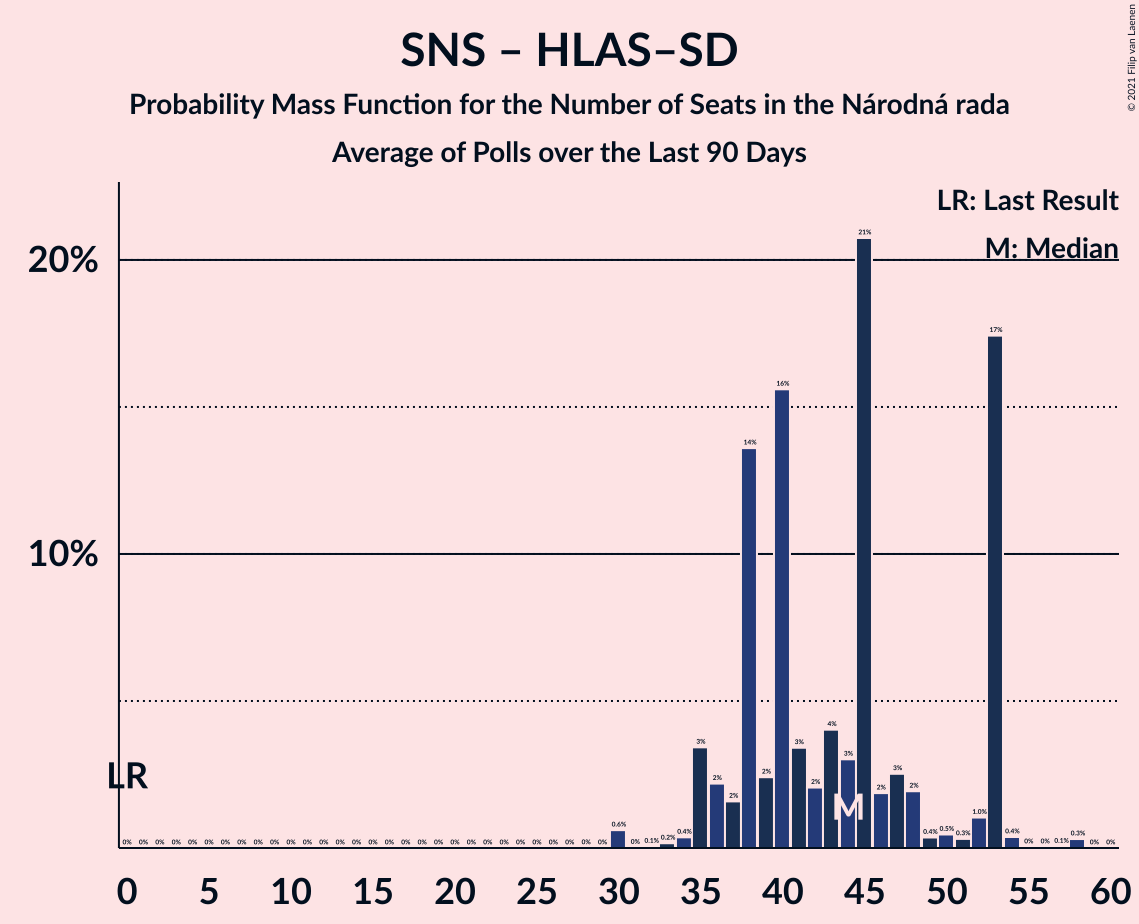 SNS – HLAS–SD
Probability Mass Function for the Number of Seats in the Národná rada
Average of Polls over the Last 90 Days
© 2021 Filip van Laenen
LR: Last Result
M: Median
20%
10%
LR
M
21%
17%
16%
14%
3% 2% 2% 2% 3% 2% 4% 3% 2% 3% 2%
0% 0% 0% 0% 0% 0% 0% 0% 0% 0% 0% 0% 0% 0% 0% 0% 0% 0% 0% 0% 0% 0% 0% 0% 0% 0% 0% 0% 0% 0% 0.6% 0% 0.1% 0.2% 0.4% 0.4% 0.5% 0.3% 1.0% 0.4% 0% 0% 0.1% 0.3% 0% 0%
0 5 10 15 20 25 30 35 40 45 50 55 60